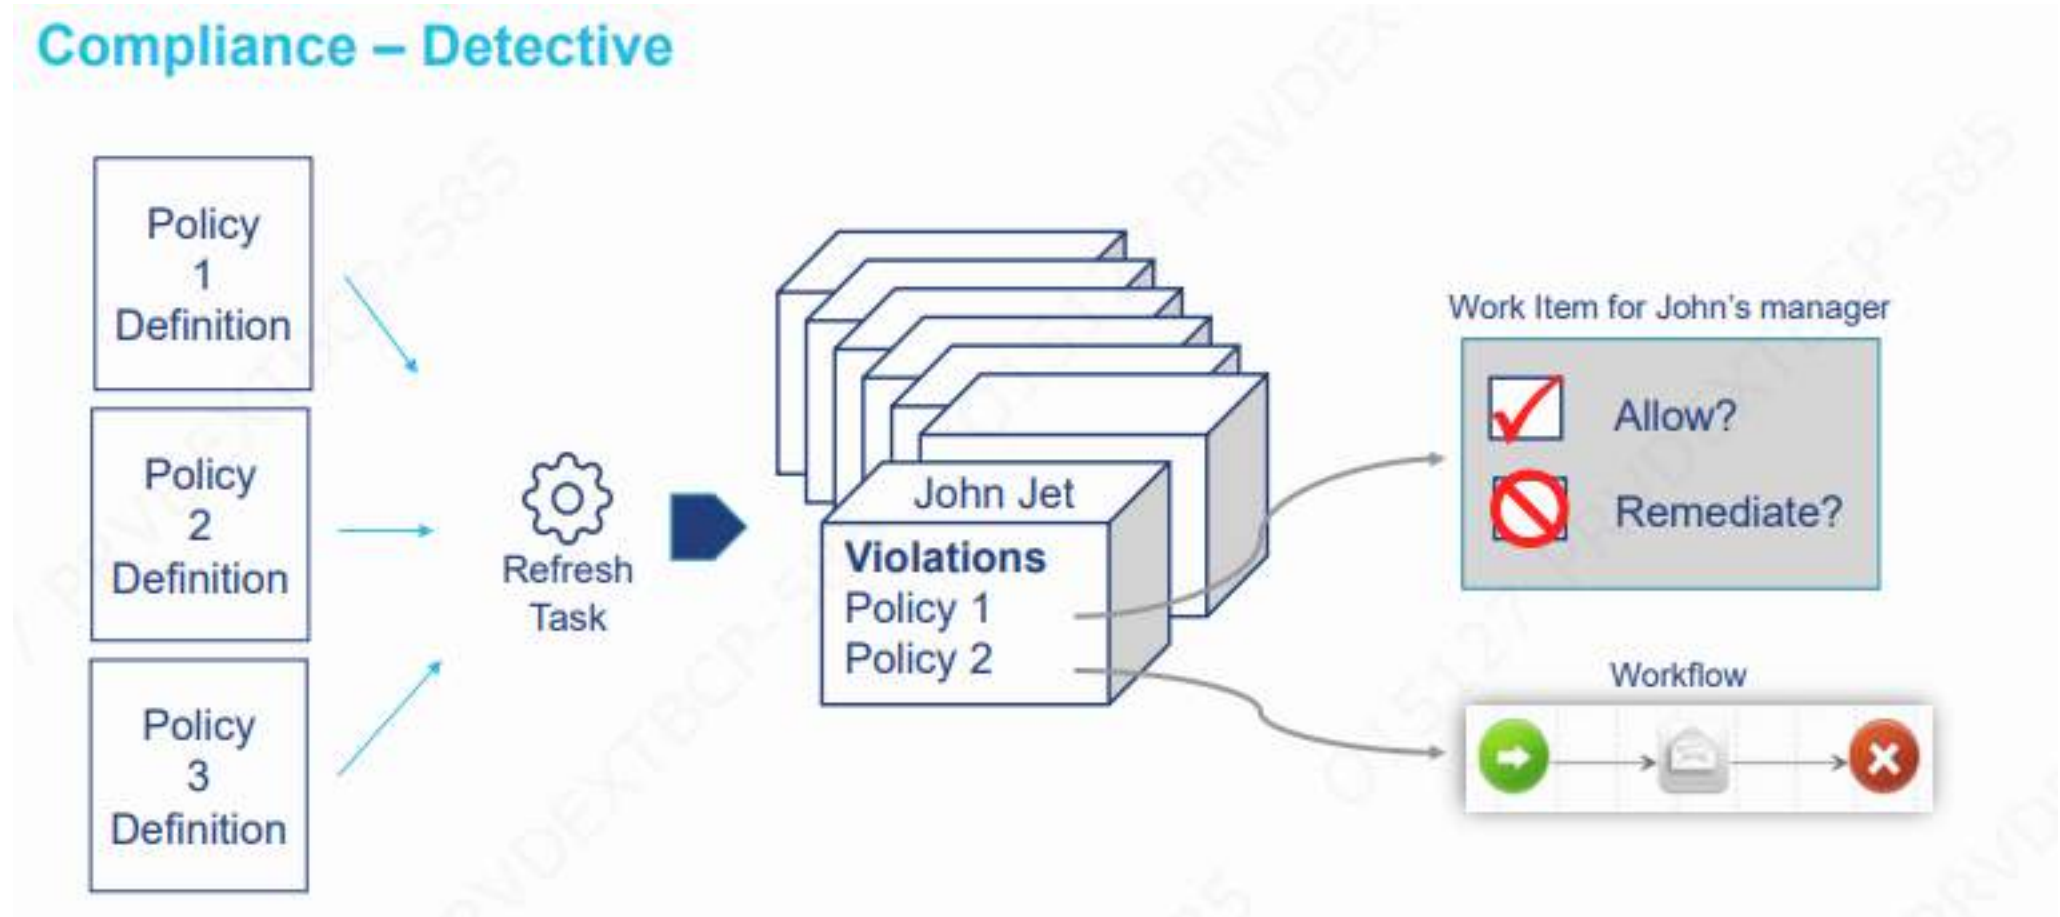 Compliance – Detective
Policy
1
Definition
Policy
2
Definition
Policy
3
Definition
Refresh
Task
John Jet
Violations
Policy 1
Policy 2
Work Item for John's manager
Allow?
Remediate?
Workflow